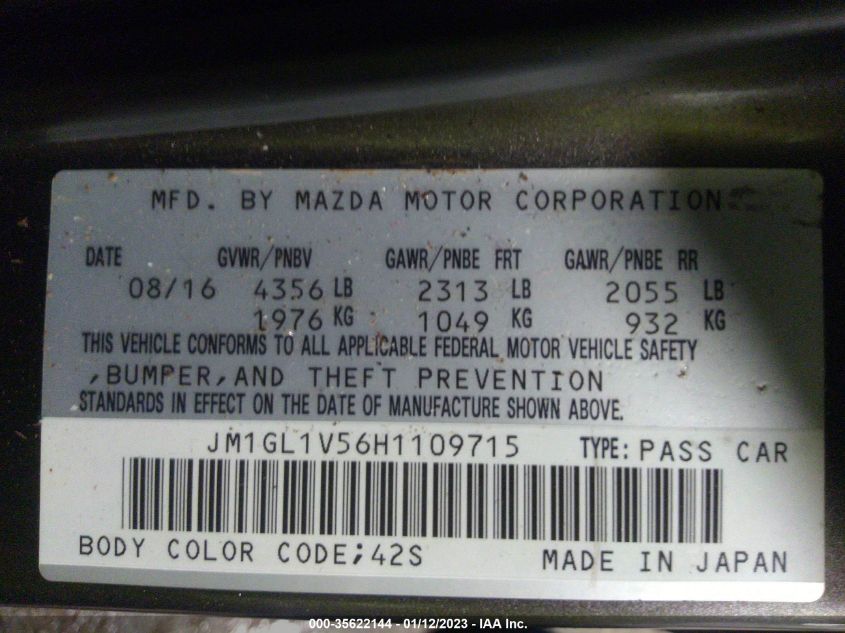 MFD. BY MAZDA MOTOR CORPORATION
DATE GVWR/PNBV GAWR/PNBE FRT GAWR/PNBE RR
08/16 4356 LB 2313 LB 2055 LB
1976 KG 1049 KG 932 KG
THIS VEHICLE CONFORMS TO ALL APPLICABLE FEDERAL MOTOR VEHICLE SAFETY
,BUMPER,AND THEFT PREVENTION
STANDARDS IN EFFECT ON THE DATE OF MANUFACTURE SHOWN ABOVE.
JM1GL1V56H1109715 TYPE: PASS CAR
BODY COLOR CODE;42S MADE IN JAPAN
000-35622144 - 01/12/2023 - IAA Inc.